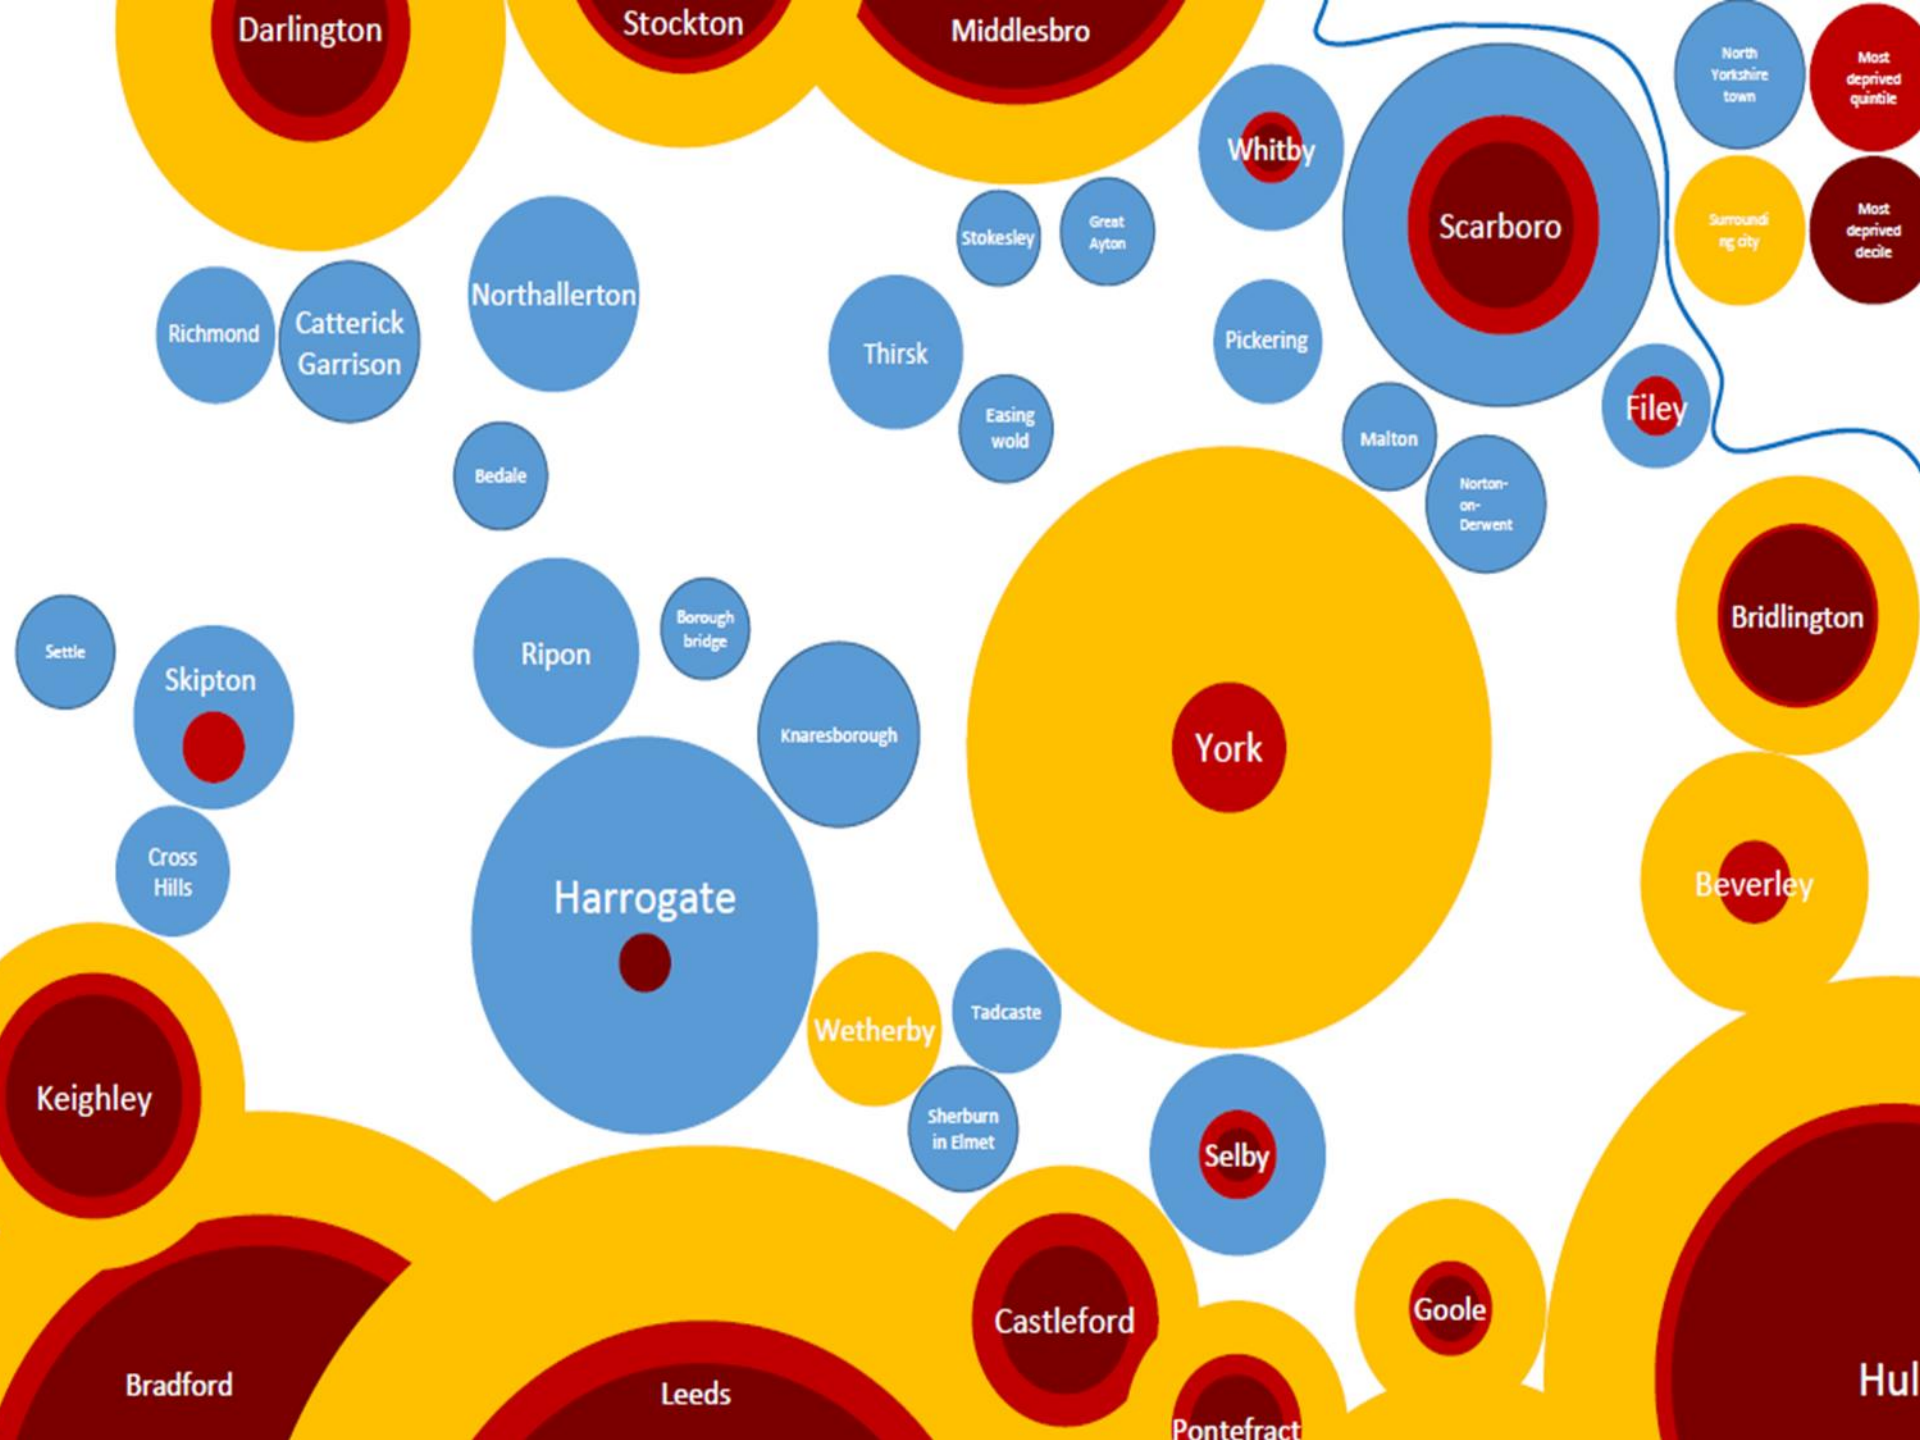 Darlington
Stockton
Middlesbro
North
Yorkshire
town
Most
deprived
quintile
Whitby
Scarboro
Surroundi
ng city
Most
deprived
decile
Stokesley
Great
Ayton
Richmond
Catterick
Garrison
Northallerton
Thirsk
Pickering
Easing
wold
Malton
Filey
Bedale
Norton-
on-
Derwent
Settle
Skipton
Ripon
Borough
bridge
Knaresborough
York
Bridlington
Cross
Hills
Harrogate
Beverley
Wetherby
Tadcaste
Keighley
Sherburn
in Elmet
Selby
Castleford
Goole
Bradford
Leeds
Pontefract
Hul